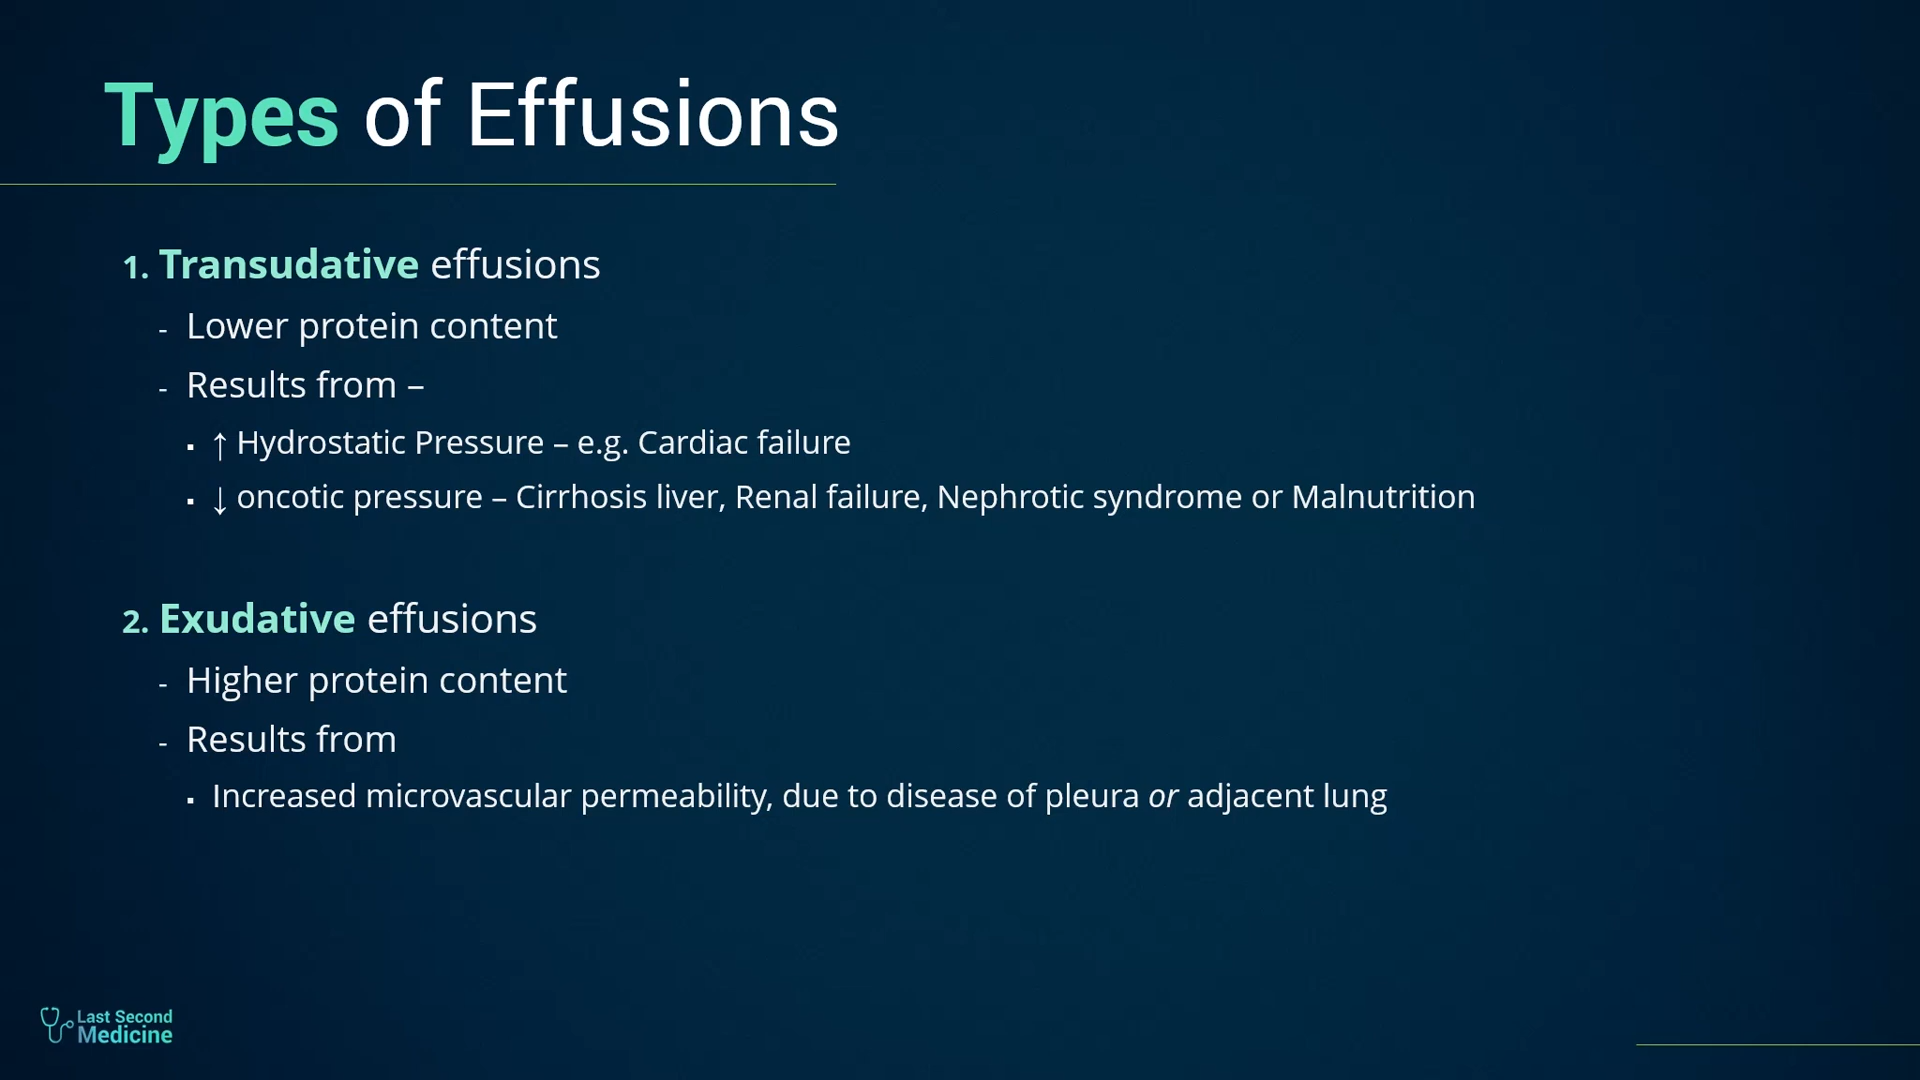 Types of Effusions
1. Transudative effusions
- Lower protein content
- Results from –
▪ ↑ Hydrostatic Pressure – e.g. Cardiac failure
▪ ↓ oncotic pressure – Cirrhosis liver, Renal failure, Nephrotic syndrome or Malnutrition
2. Exudative effusions
- Higher protein content
- Results from
▪ Increased microvascular permeability, due to disease of pleura or adjacent lung
Last Second
Medicine